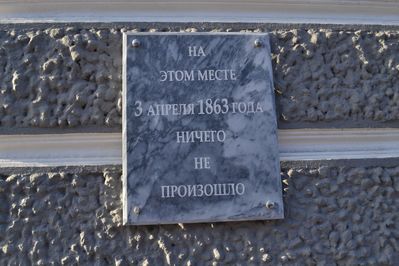 НА
ЭТОМ МЕСТЕ
3 АПРЕЛЯ 1863 ГОДА
НИЧЕГО
НЕ
ПРОИЗОШЛО